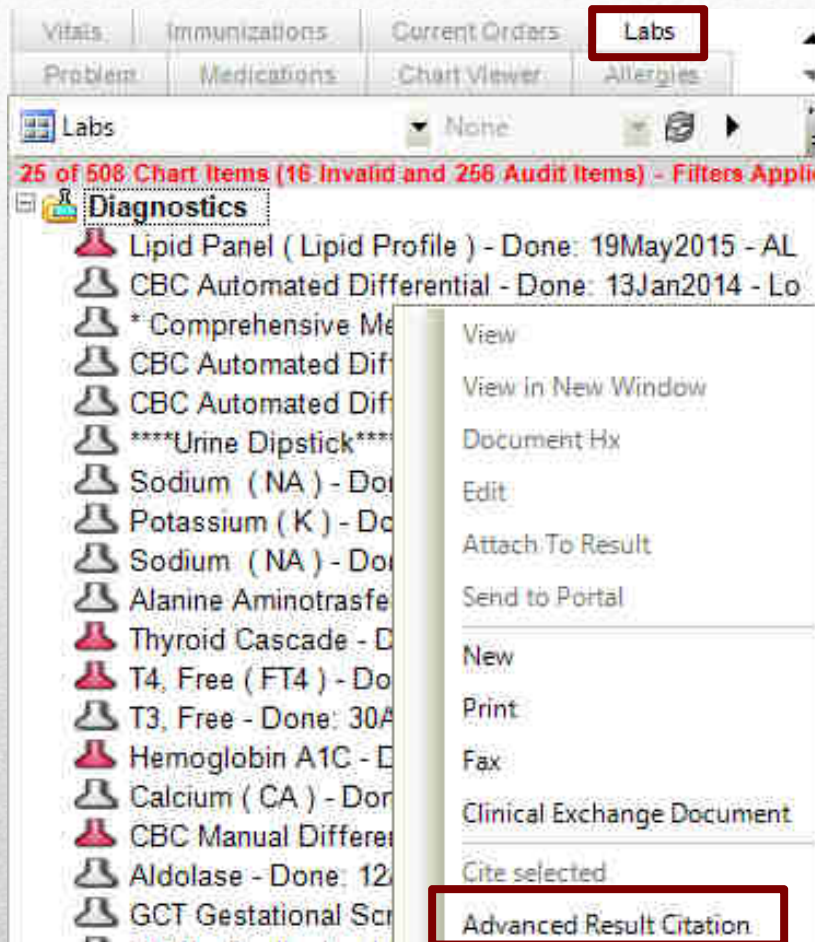 Vitals Immunizations Current Orders Labs
Problem Medications Chart Viewer Allergies
Labs None
25 of 508 Chart Items (16 Invalid and 256 Audit Items) - Filters Applie
Diagnostics
Lipid Panel ( Lipid Profile ) - Done: 19May2015 - AL
CBC Automated Differential - Done: 13Jan2014 - Lo
* Comprehensive Me
CBC Automated Diff
CBC Automated Diff
****Urine Dipstick****
Sodium ( NA ) - Do
Potassium ( K ) - Do
Sodium ( NA ) - Do
Alanine Aminotrasfe
Thyroid Cascade - D
T4, Free ( FT4 ) - Do
T3, Free - Done: 30A
Hemoglobin A1C - D
Calcium ( CA ) - Don
CBC Manual Differe
Aldolase - Done: 12
GCT Gestational Scr
View
View in New Window
Document Hx
Edit
Attach To Result
Send to Portal
New
Print
Fax
Clinical Exchange Document
Cite selected
Advanced Result Citation